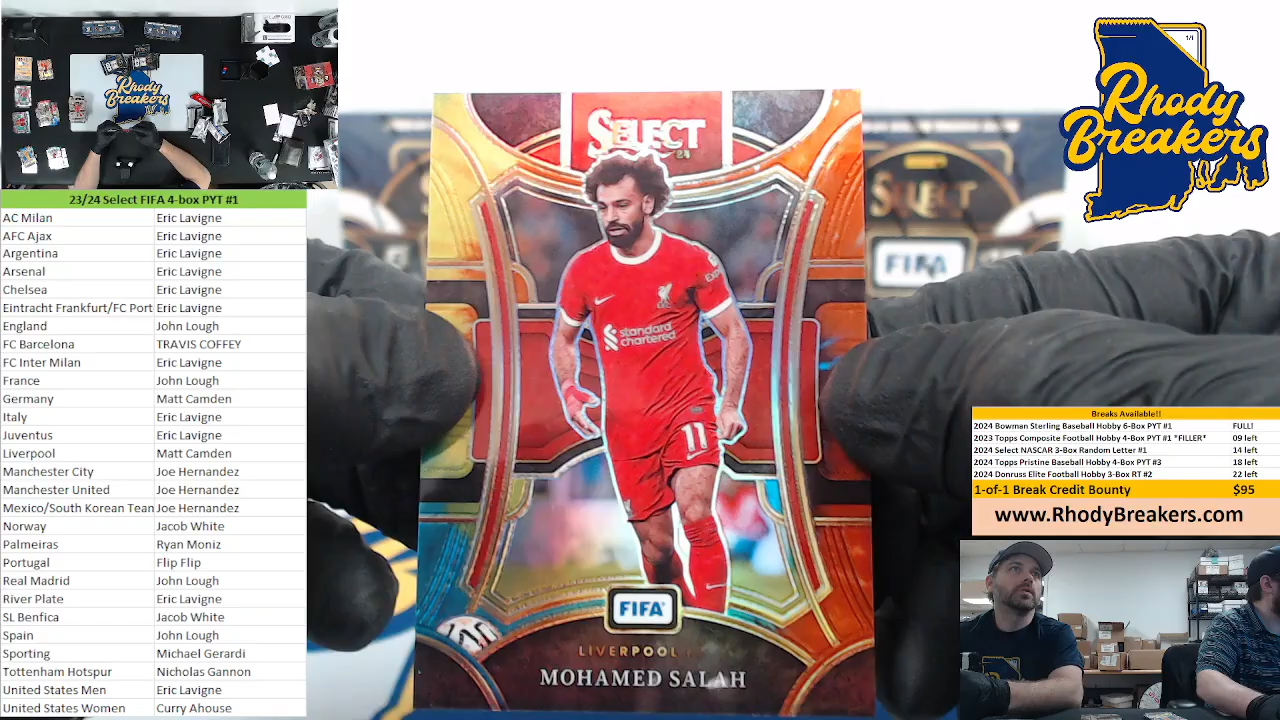 Rhody
Breakers
23/24 Select FIFA 4-box PYT #1
AC Milan Eric Lavigne
AFC Ajax Eric Lavigne
Argentina Eric Lavigne
Arsenal Eric Lavigne
Chelsea Eric Lavigne
Eintracht Frankfurt/FC Port Eric Lavigne
England John Lough
FC Barcelona TRAVIS COFFEY
FC Inter Milan Eric Lavigne
France John Lough
Germany Matt Camden
Italy Eric Lavigne
Juventus Eric Lavigne
Liverpool Matt Camden
Manchester City Joe Hernandez
Manchester United Joe Hernandez
Mexico/South Korean Team Joe Hernandez
Norway Jacob White
Palmeiras Ryan Moniz
Portugal Flip Flip
Real Madrid John Lough
River Plate Eric Lavigne
SL Benfica Jacob White
Spain John Lough
Sporting Michael Gerardi
Tottenham Hotspur Nicholas Gannon
United States Men Eric Lavigne
United States Women Curry Ahouse
SELECT
24
standard
chartered
11
FIFA
LIVERPOOL
MOHAMED SALAH
SELECT
FIFA
1/1
Rhody
Breakers
Breaks Available!!
2024 Bowman Sterling Baseball Hobby 6-Box PYT #1 FULL!
2023 Topps Composite Football Hobby 4-Box PYT #1 *FILLER* 09 left
2024 Select NASCAR 3-Box Random Letter #1 14 left
2024 Topps Pristine Baseball Hobby 4-Box PYT #3 18 left
2024 Donruss Elite Football Hobby 3-Box RT #2 22 left
1-of-1 Break Credit Bounty $95
www.RhodyBreakers.com